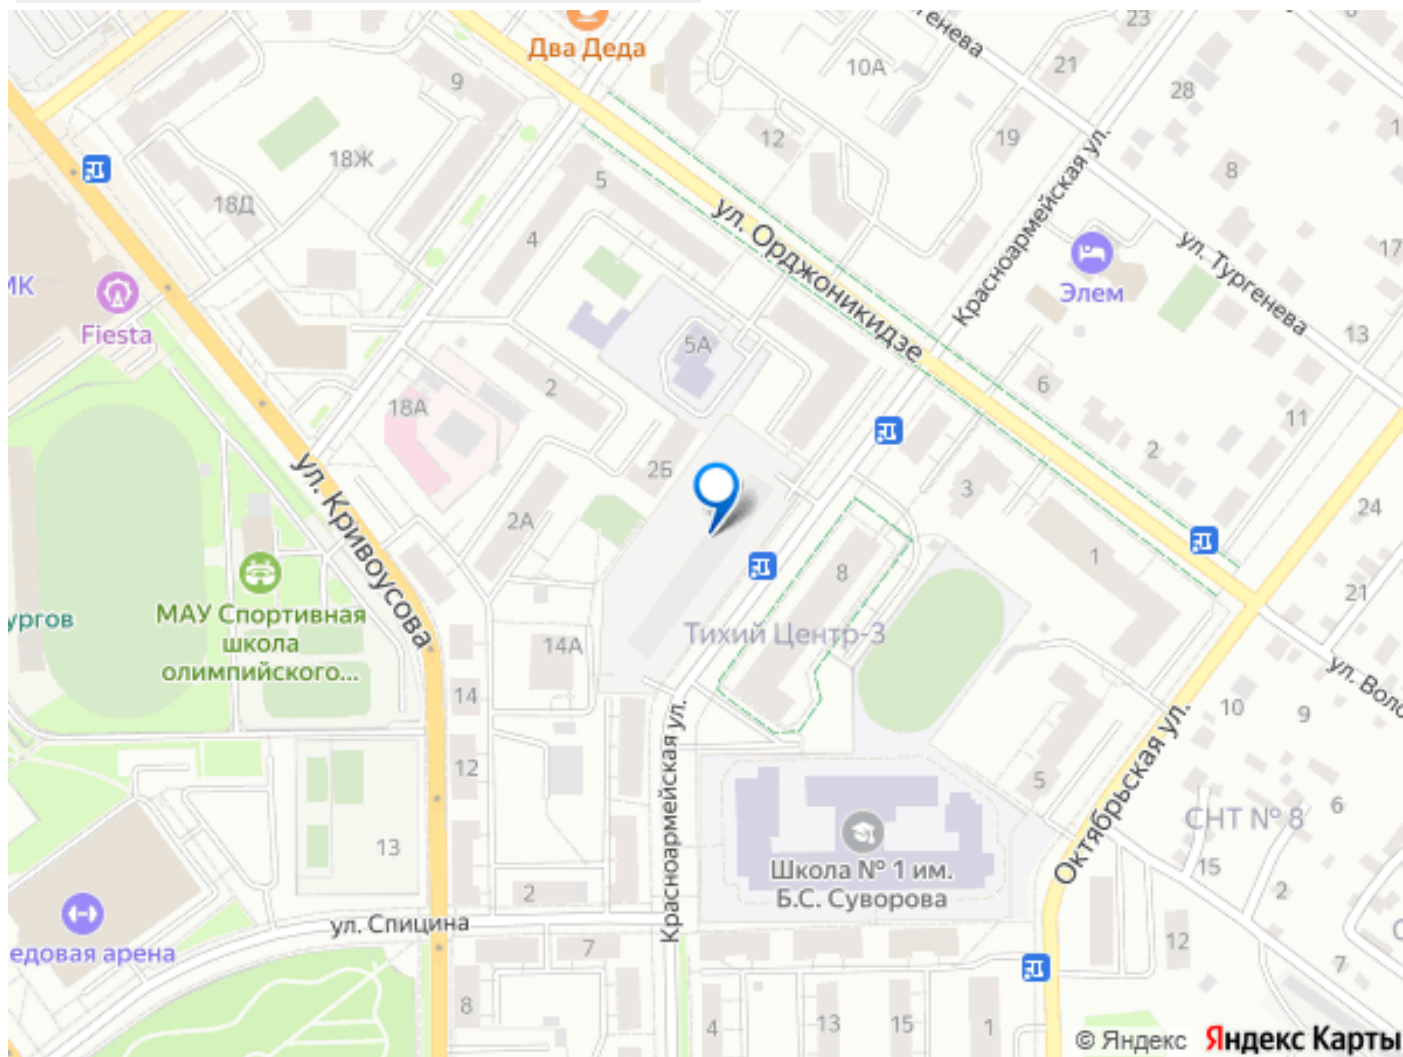 Два Деда
23
генева
21
10А
28
9
12
19
18Ж
8
5
18Д
ул. Орджоникидзе
Красноармейская ул.
4
17
ул. Тургенева
Элем
МК
Fiesta
5А
13
6
2
18А
11
2
2Б
3
24
2А
ул. Кривоусова
1
8
21
МАУ Спортивная
школа
олимпийского...
ургов
Тихий Центр-3
14А
ул. Воло
14
10
9
Красноармейская ул.
12
5
Октябрьская ул.
6
СНТ № 8
13
15
Школа № 1 им.
Б.С. Суворова
2
2
ул. Спицина
едовая арена
7
12
7
8
4
13
15
1
© Яндекс Яндекс Карты